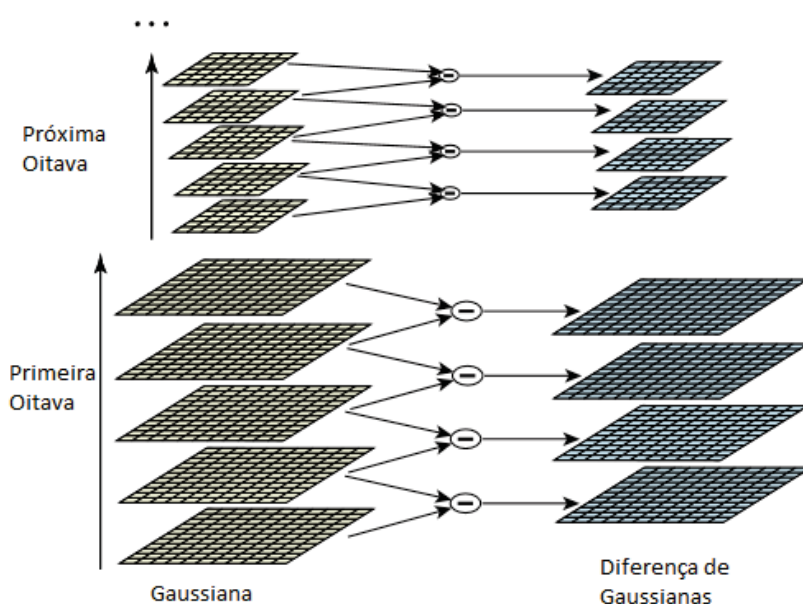 ...
Próxima
Oitava
Primeira
Oitava
Gaussiana
Diferença de
Gaussianas